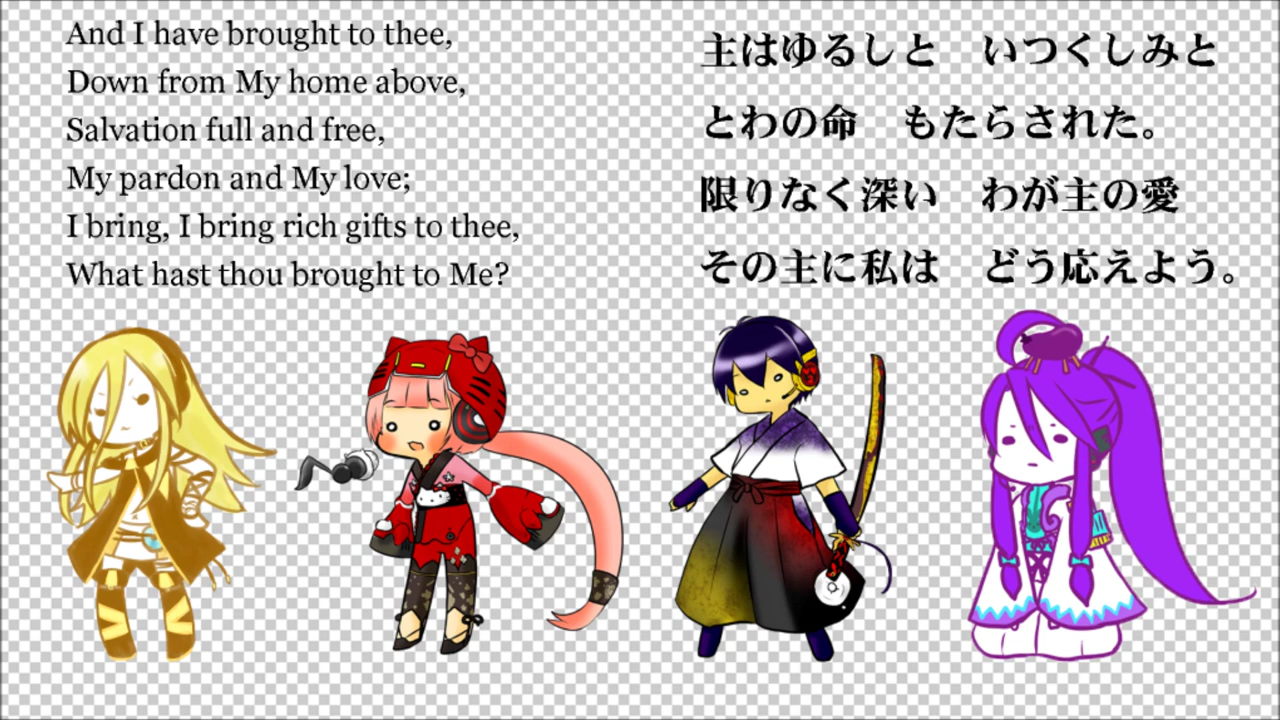 And I have brought to thee,
Down from My home above,
Salvation full and free,
My pardon and My love;
I bring, I bring rich gifts to thee,
What hast thou brought to Me?
主はゆるしと　いつくしみと
とわの命　もたらされた。
限りなく深い　わが主の愛
その主に私は　どう応えよう。